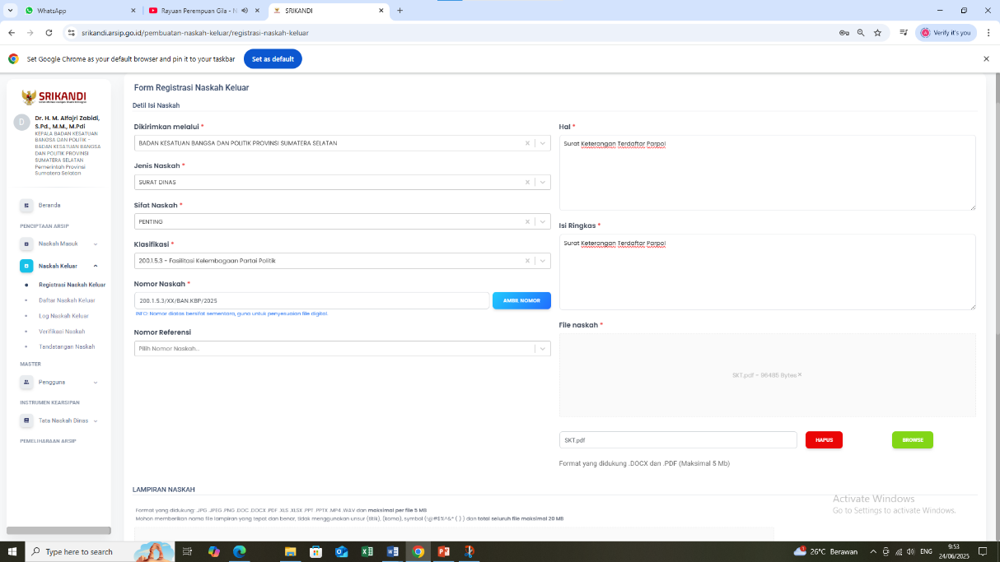 WhatsApp
Rayuan Perempuan Gila - N
SRIKANDI
srikandi.arsip.go.id/pembuatan-naskah-keluar/registrasi-naskah-keluar
Verify it's you
Set Google Chrome as your default browser and pin it to your taskbar
Set as default
SRIKANDI
D
Dr. H. M. Alfajri Zabidi, S.Pd., M.M., M.Pdi
KEPALA BADAN KESATUAN
BANGSA DAN POLITIK -
BADAN KESATUAN BANGSA
DAN POLITIK PROVINSI
SUMATERA SELATAN
Pemerintah Provinsi
Sumatera Selatan
Beranda
PENCIPTAAN ARSIP
Naskah Masuk
Naskah Keluar
Registrasi Naskah Keluar
Daftar Naskah Keluar
Log Naskah Keluar
Verifikasi Naskah
Tandatangan Naskah
MASTER
Pengguna
INSTRUMEN KEARSIPAN
Tata Naskah Dinas
PEMELIHARAAN ARSIP
Form Registrasi Naskah Keluar
Detil Isi Naskah
Dikirimkan melalui *
BADAN KESATUAN BANGSA DAN POLITIK PROVINSI SUMATERA SELATAN
Jenis Naskah *
SURAT DINAS
Sifat Naskah *
PENTING
Klasifikasi *
200.1.5.3 - Fasilitasi Kelembagaan Partai Politik
Nomor Naskah *
200.1.5.3/XX/BAN.KBP/2025
AMBIL NOMOR
INFO: Nomor diatas bersifat sementara, guna untuk penyesuaian file digital.
Nomor Referensi
Pilih Nomor Naskah...
Hal *
Surat Keterangan Terdaftar Parpol
Isi Ringkas *
Surat Keterangan Terdaftar Parpol
File naskah *
SKT.pdf - 96485 Bytes
SKT.pdf
HAPUS
BROWSE
Format yang didukung .DOCX dan .PDF (Maksimal 5 Mb)
LAMPIRAN NASKAH
Format yang didukung: .JPG .JPEG .PNG .DOC .DOCX .PDF .XLS .XLSX .PPT .PPTX .MP4 .WAV dan maksimal per file 5 MB
Mohon memberikan nama file lampiran yang tepat dan benar, tidak menggunakan unsur (titik), (koma), symbol (!@#$%^&* ( ) ) dan total seluruh file maksimal 20 MB
Activate Windows
Go to Settings to activate Windows.
Type here to search
26°C Berawan
ENG
9:53
24/06/2025